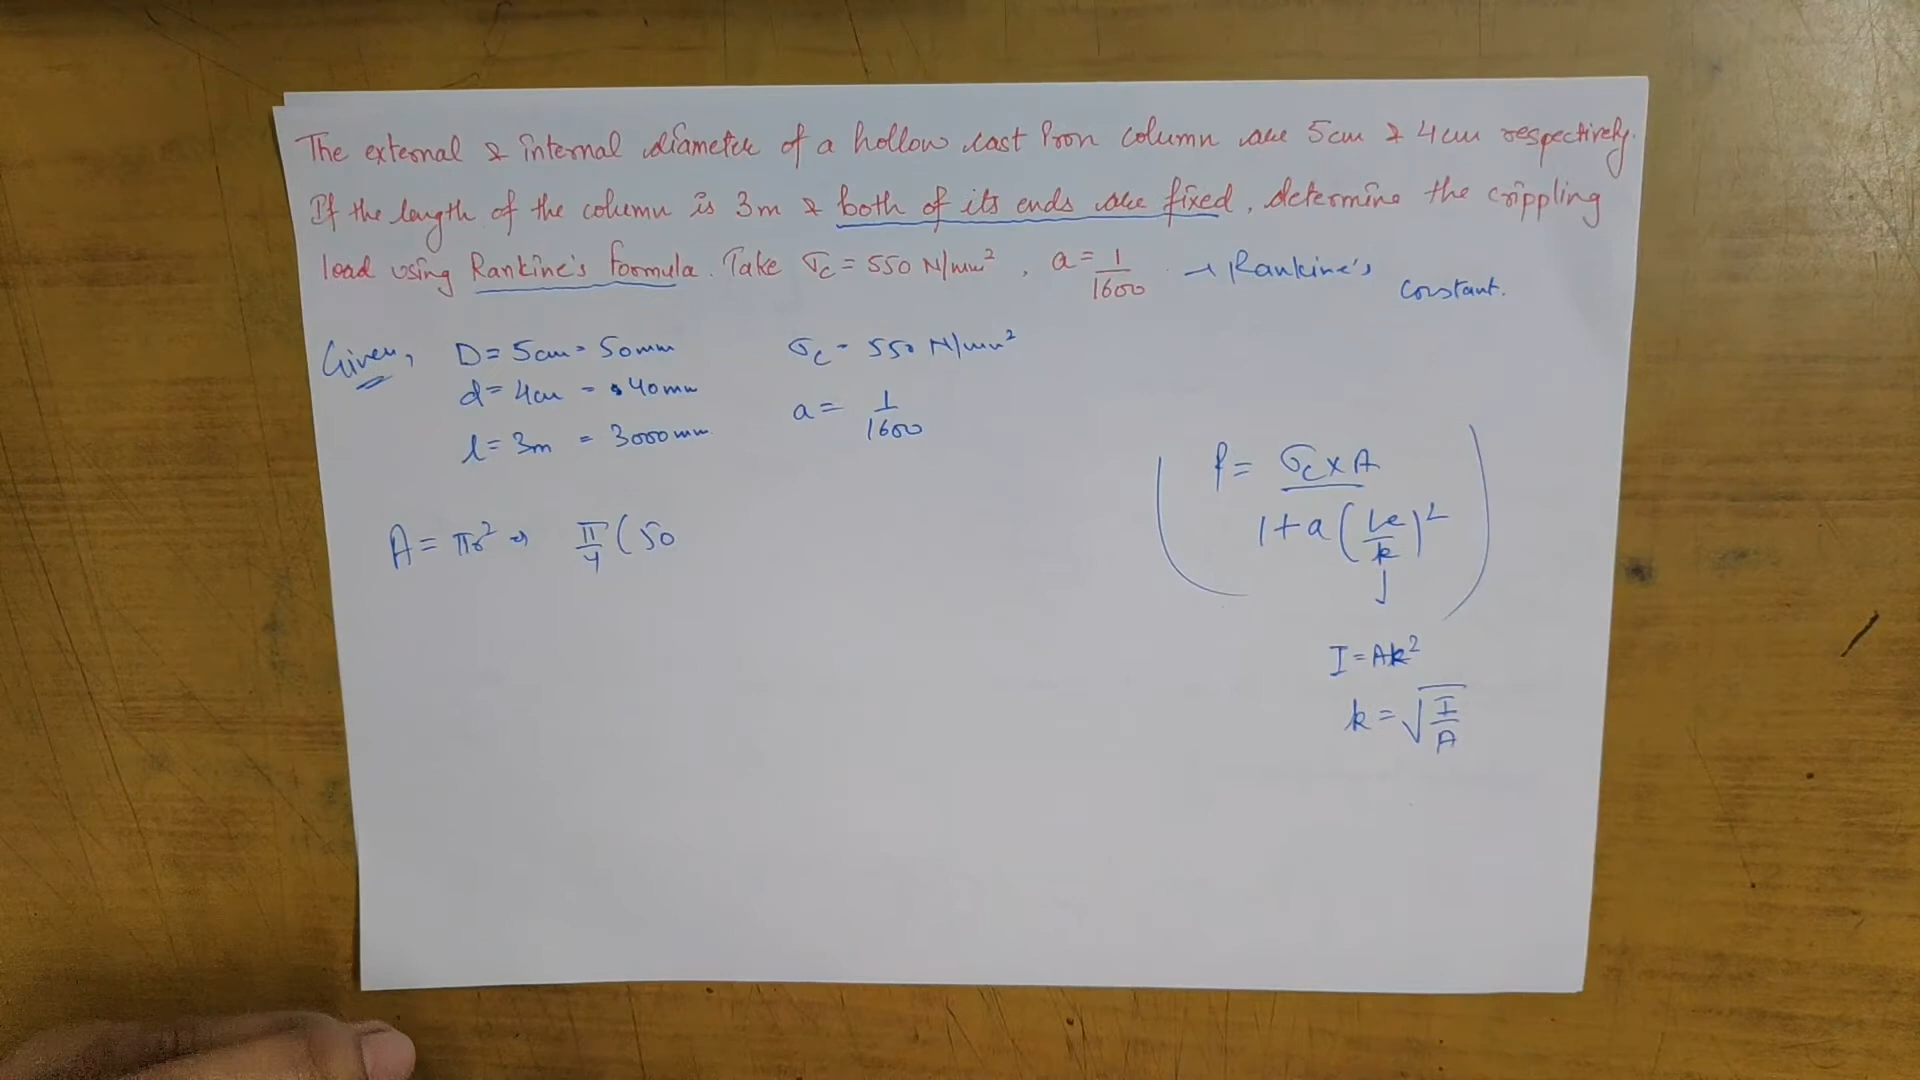 The external & internal diameter of a hollow cast Iron column are 5cm & 4cm respectively.
If the length of the column is 3m & both of its ends are fixed, determine the crippling
load using Rankine's formula. Take σc = 550 N/mm², a = 1/1600 → Rankine's constant.
Given, D = 5cm = 50mm σc = 550 N/mm²
d = 4cm = 40mm a = 1/1600
l = 3m = 3000mm
P = σc × A / 1 + a (Le/k)²
A = πr² ⇒ π/4 (50
I = Ak²
k = √I/A